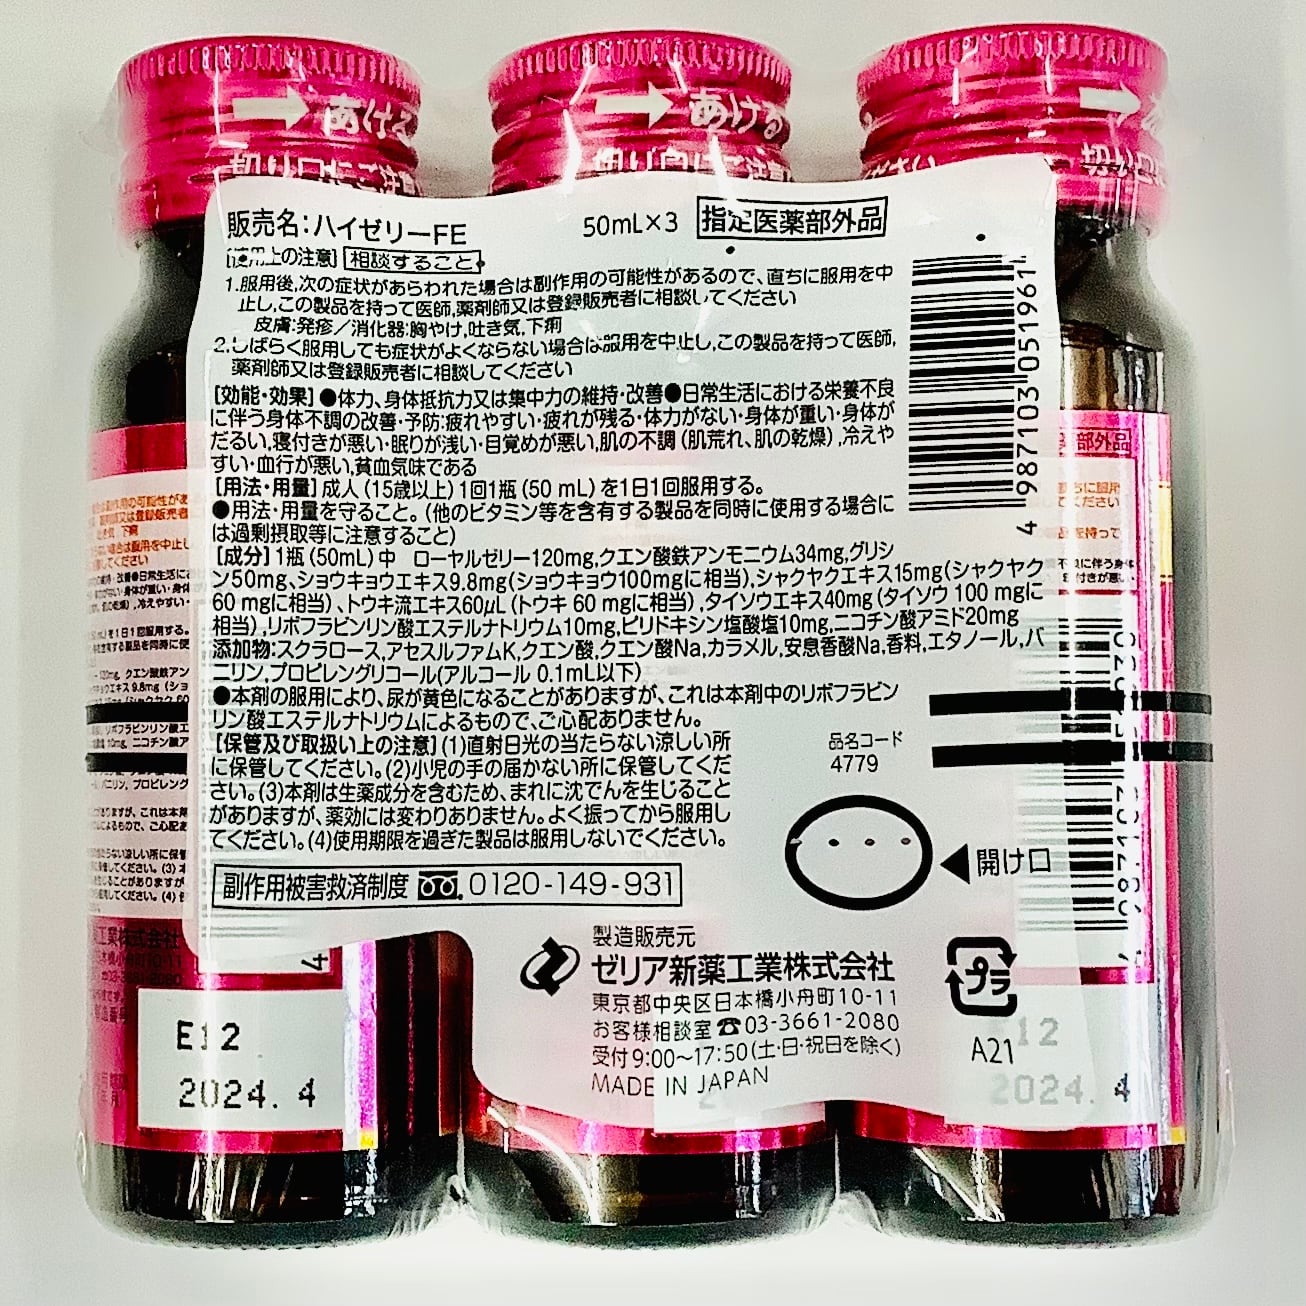 あける
あける
切り口にご注意
切り口にご注
ださい
切り口
販売名:ハイゼリーFE
50mL×3 指定医薬部外品
[使用上の注意] 相談すること
1.服用後,次の症状があらわれた場合は副作用の可能性があるので、直ちに服用を中
止し,この製品を持って医師,薬剤師又は登録販売者に相談してください
皮膚:発疹/消化器:胸やけ,吐き気,下痢
2.しばらく服用しても症状がよくならない場合は服用を中止し,この製品を持って医師,
薬剤師又は登録販売者に相談してください
[効能・効果]●体力、身体抵抗力又は集中力の維持・改善●日常生活における栄養不良
に伴う身体不調の改善・予防:疲れやすい・疲れが残る・体力がない・身体が重い・身体が
だるい,寝付きが悪い・眠りが浅い・目覚めが悪い,肌の不調(肌荒れ、肌の乾燥),冷えや
すい・血行が悪い,貧血気味である
[用法・用量]成人(15歳以上)1回1瓶(50 mL)を1日1回服用する。
●用法・用量を守ること。(他のビタミン等を含有する製品を同時に使用する場合に
は過剰摂取等に注意すること)
[成分]1瓶(50mL)中 ローヤルゼリー120mg,クエン酸鉄アンモニウム34mg,グリシ
ン50mg、ショウキョウエキス9.8mg(ショウキョウ100mgに相当),シャクヤクエキス15mg(シャクヤク
60 mgに相当)、トウキ流エキス60μL(トウキ 60 mgに相当),タイソウエキス40mg(タイソウ 100 mgに
相当),リボフラビンリン酸エステルナトリウム10mg,ピリドキシン塩酸塩10mg,ニコチン酸アミド20mg
添加物:スクラロース,アセスルファムK,クエン酸,クエン酸Na,カラメル,安息香酸Na,香料,エタノール,バ
ニリン,プロピレングリコール(アルコール 0.1mL以下)
●本剤の服用により、尿が黄色になることがありますが、これは本剤中のリボフラビン
リン酸エステルナトリウムによるもので、ご心配ありません。
[保管及び取扱い上の注意](1)直射日光の当たらない涼しい所
に保管してください。(2)小児の手の届かない所に保管してくだ
さい。(3)本剤は生薬成分を含むため、まれに沈でんを生じること
がありますが、薬効には変わりありません。よく振ってから服用し
てください。(4)使用期限を過ぎた製品は服用しないでください。
副作用被害救済制度 0120-149-931
4 987103 051961
品名コード
4779
開け口
製造販売元
ゼリア新薬工業株式会社
東京都中央区日本橋小舟町10-11
お客様相談室☎03-3661-2080
受付9:00〜17:50(土・日・祝日を除く)
MADE IN JAPAN
プラ
A21
E12
2024.4
12
2024.4